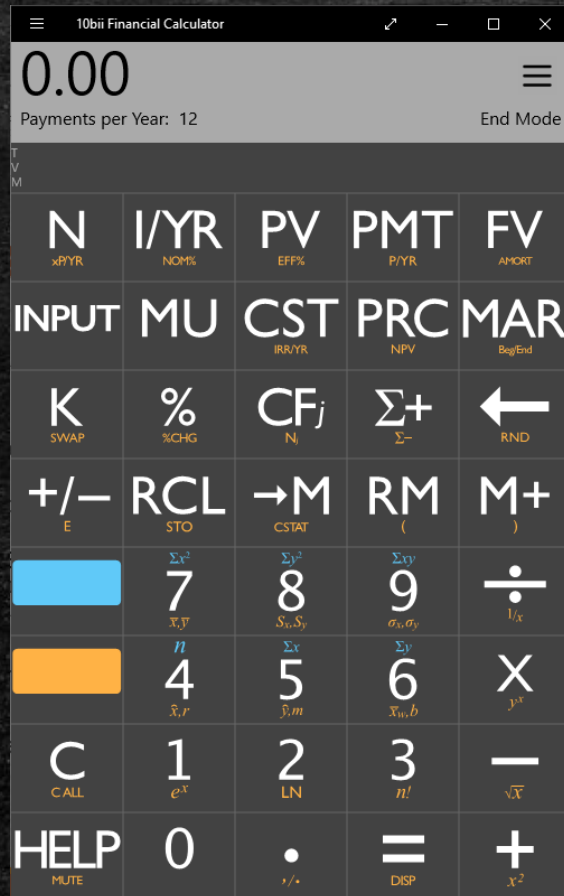 10bii Financial Calculator
0.00
Payments per Year: 12 End Mode
T
V
M
N I/YR PV PMT FV
xP/YR NOM% EFF% P/YR AMORT
INPUT MU CST PRC MAR
IRR/YR NPV Beg/End
K % CFj Σ+ ←
SWAP %CHG Nj Σ− RND
+/− RCL →M RM M+
E STO CSTAT ( )
Σx² Σy² Σxy
7 8 9 ÷
x̅,y̅ Sx,Sy σx,σy 1/x
n Σx Σy
4 5 6 X
x̂,r ŷ,m x̅w,b yˣ
C 1 2 3 −
C ALL eˣ LN n! √x
HELP 0 . = +
MUTE ,/. DISP x²